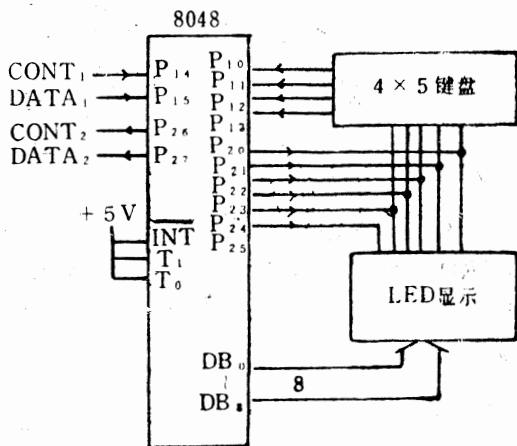 8048
CONT₁
DATA₁
CONT₂
DATA₂
+5V
P₁₄
P₁₅
P₂₆
P₂₇
INT
T₁
T₀
P₁₀
P₁₁
P₁₂
P₁₃
P₂₀
P₂₁
P₂₂
P₂₃
P₂₄
P₂₅
DB₀
~
DB₈
8
4×5键盘
LED显示